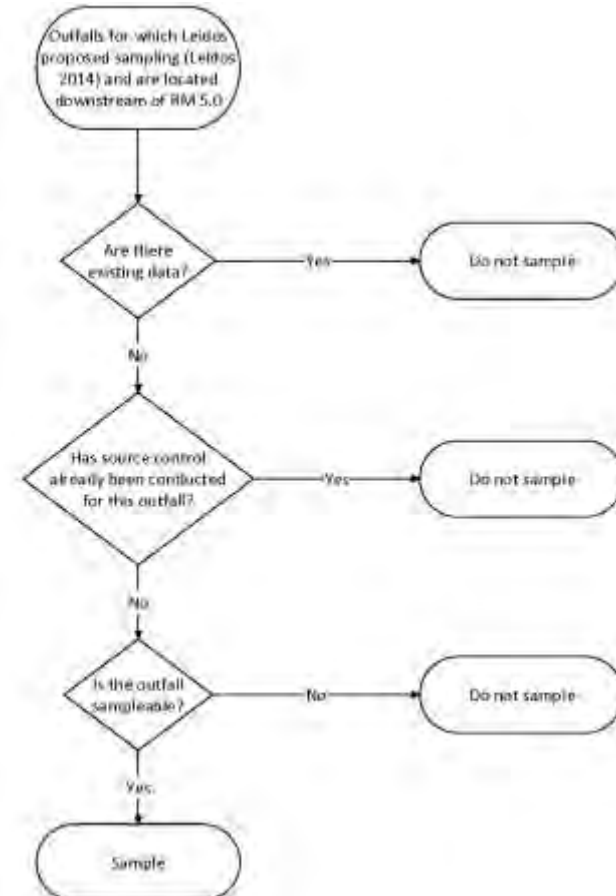 Outfalls for which Leidos
proposed sampling (Leidos
2014) and are located
downstream of RM 5.0
Are there
existing data?
Yes
Do not sample
No
Has source control
already been conducted
for this outfall?
Yes
Do not sample
No
Is the outfall
sampleable?
No
Do not sample
Yes
Sample